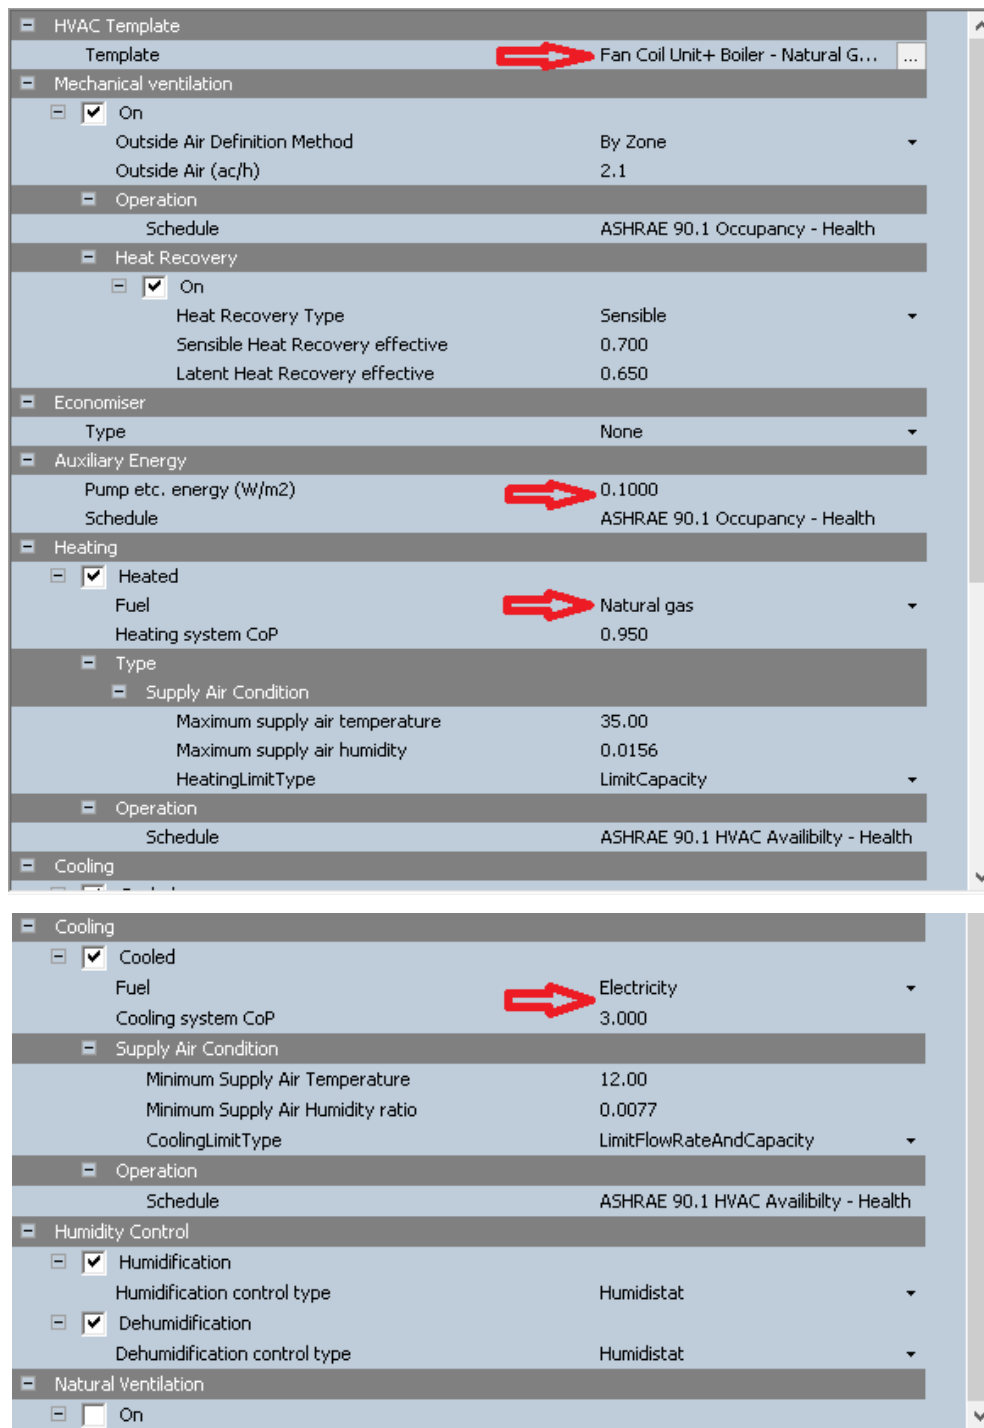 HVAC Template
Template Fan Coil Unit+ Boiler - Natural G... ...
Mechanical ventilation
On
Outside Air Definition Method By Zone
Outside Air (ac/h) 2.1
Operation
Schedule ASHRAE 90.1 Occupancy - Health
Heat Recovery
On
Heat Recovery Type Sensible
Sensible Heat Recovery effective 0.700
Latent Heat Recovery effective 0.650
Economiser
Type None
Auxiliary Energy
Pump etc. energy (W/m2) 0.1000
Schedule ASHRAE 90.1 Occupancy - Health
Heating
Heated
Fuel Natural gas
Heating system CoP 0.950
Type
Supply Air Condition
Maximum supply air temperature 35.00
Maximum supply air humidity 0.0156
HeatingLimitType LimitCapacity
Operation
Schedule ASHRAE 90.1 HVAC Availibilty - Health
Cooling
Cooling
Cooled
Fuel Electricity
Cooling system CoP 3.000
Supply Air Condition
Minimum Supply Air Temperature 12.00
Minimum Supply Air Humidity ratio 0.0077
CoolingLimitType LimitFlowRateAndCapacity
Operation
Schedule ASHRAE 90.1 HVAC Availibilty - Health
Humidity Control
Humidification
Humidification control type Humidistat
Dehumidification
Dehumidification control type Humidistat
Natural Ventilation
On